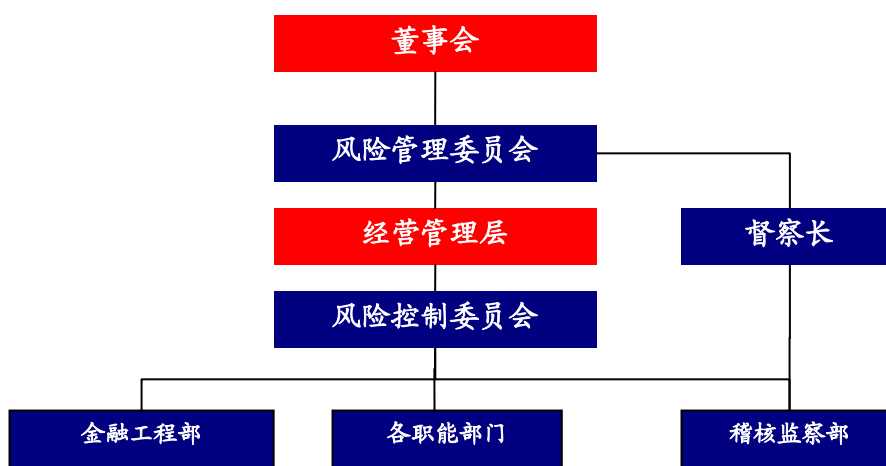 董事会
风险管理委员会
经营管理层
督察长
风险控制委员会
金融工程部
各职能部门
稽核监察部